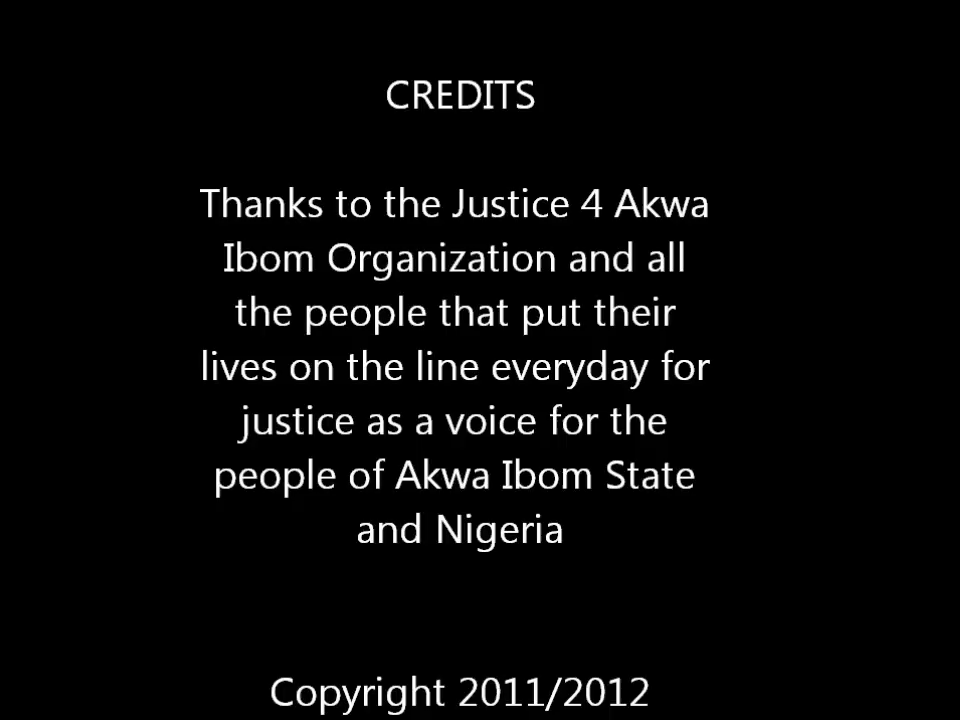 CREDITS
Thanks to the Justice 4 Akwa
Ibom Organization and all
the people that put their
lives on the line everyday for
justice as a voice for the
people of Akwa Ibom State
and Nigeria
Copyright 2011/2012